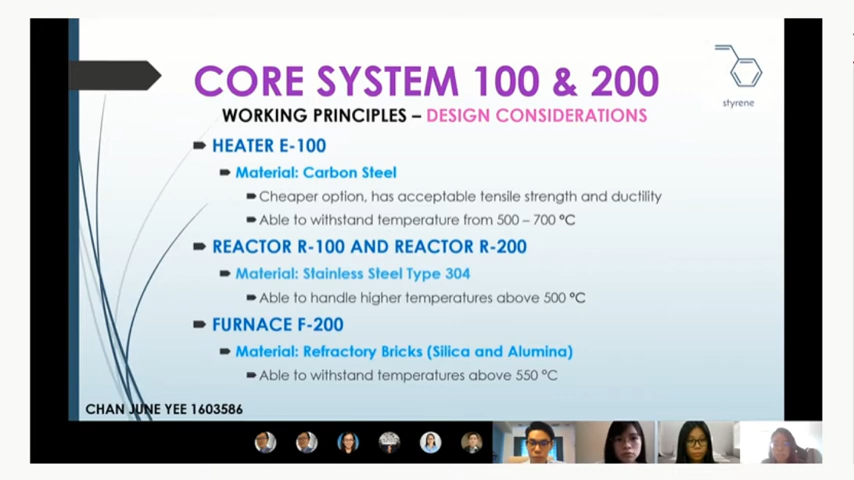 CORE SYSTEM 100 & 200
styrene
WORKING PRINCIPLES – DESIGN CONSIDERATIONS
HEATER E-100
Material: Carbon Steel
Cheaper option, has acceptable tensile strength and ductility
Able to withstand temperature from 500 – 700 °C
REACTOR R-100 AND REACTOR R-200
Material: Stainless Steel Type 304
Able to handle higher temperatures above 500 °C
FURNACE F-200
Material: Refractory Bricks (Silica and Alumina)
Able to withstand temperatures above 550 °C
CHAN JUNE YEE 1603586